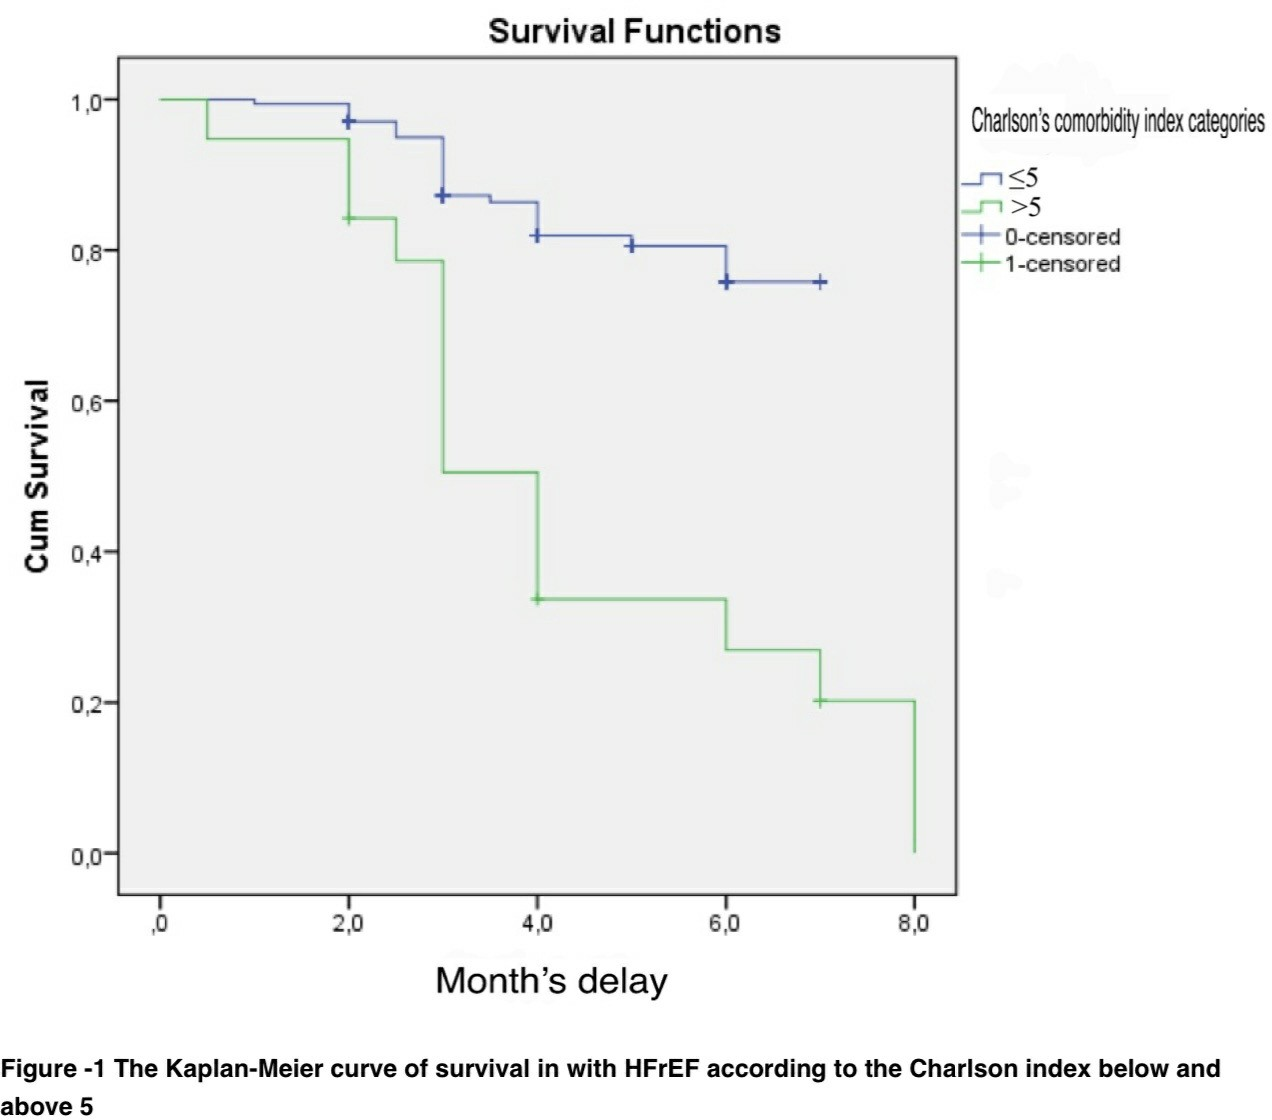 Survival Functions
Charlson's comorbidity index categories
≤5
>5
0-censored
1-censored
Cum Survival
1,0
0,8
0,6
0,4
0,2
0,0
,0 2,0 4,0 6,0 8,0
Month's delay
Figure -1 The Kaplan-Meier curve of survival in with HFrEF according to the Charlson index below and
above 5